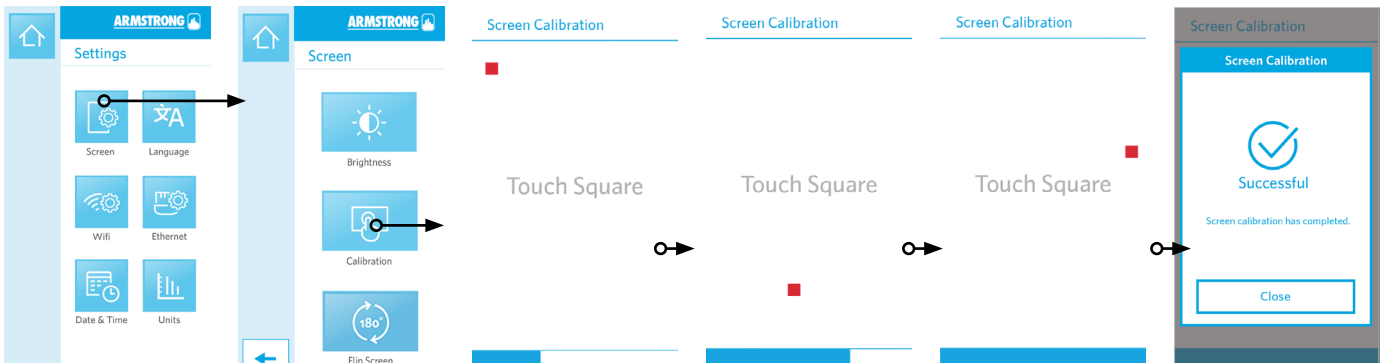 ARMSTRONG
Settings
Screen
Language
Wifi
Ethernet
Date & Time
Units
ARMSTRONG
Screen
Brightness
Calibration
180°
Flip Screen
Screen Calibration
Touch Square
Screen Calibration
Touch Square
Screen Calibration
Touch Square
Screen Calibration
Screen Calibration
Successful
Screen calibration has completed.
Close